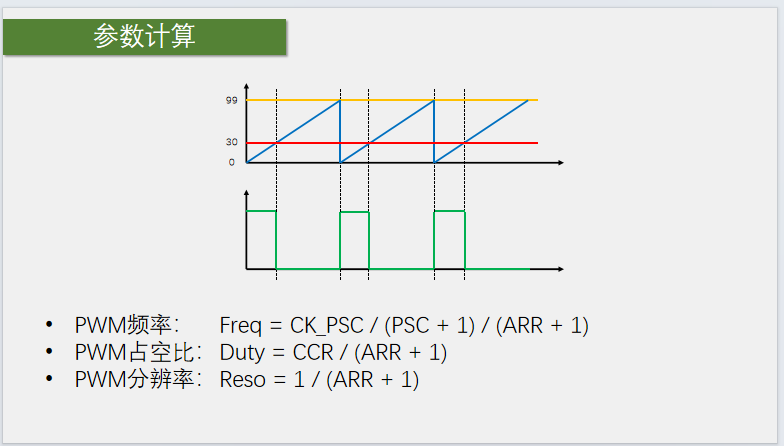 参数计算
99
30
0
• PWM频率： Freq = CK_PSC / (PSC + 1) / (ARR + 1)
• PWM占空比： Duty = CCR / (ARR + 1)
• PWM分辨率： Reso = 1 / (ARR + 1)